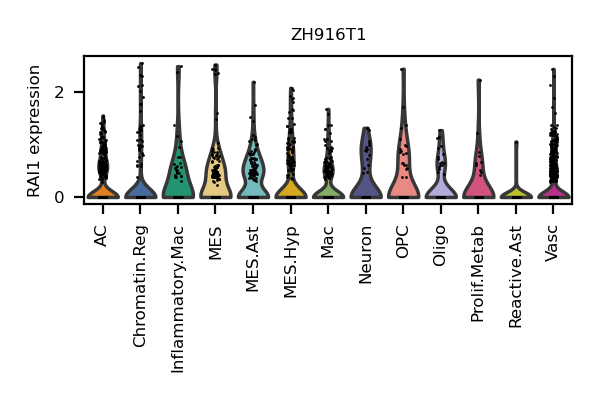 ZH916T1
RAI1 expression
2
0
AC
Chromatin.Reg
Inflammatory.Mac
MES
MES.Ast
MES.Hyp
Mac
Neuron
OPC
Oligo
Prolif.Metab
Reactive.Ast
Vasc